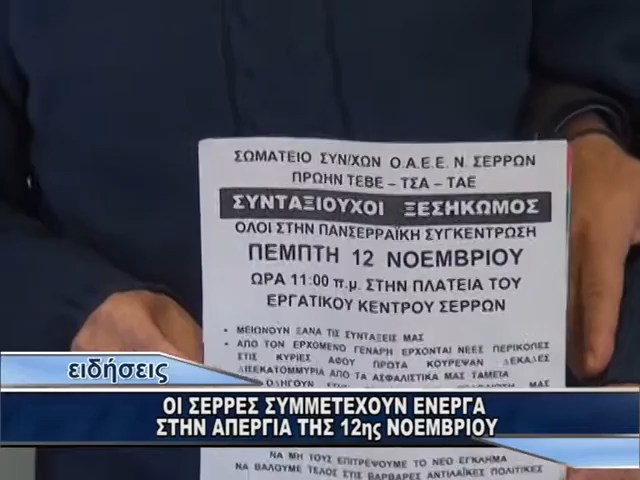 ΣΩΜΑΤΕΙΟ ΣΥΝ/ΧΩΝ Ο.Α.Ε.Ε. Ν. ΣΕΡΡΩΝ
ΠΡΩΗΝ ΤΕΒΕ – ΤΣΑ – ΤΑΕ
ΣΥΝΤΑΞΙΟΥΧΟΙ ΞΕΣΗΚΩΜΟΣ
ΟΛΟΙ ΣΤΗΝ ΠΑΝΣΕΡΡΑΪΚΗ ΣΥΓΚΕΝΤΡΩΣΗ
ΠΕΜΠΤΗ 12 ΝΟΕΜΒΡΙΟΥ
ΩΡΑ 11:00 π.μ. ΣΤΗΝ ΠΛΑΤΕΙΑ ΤΟΥ
ΕΡΓΑΤΙΚΟΥ ΚΕΝΤΡΟΥ ΣΕΡΡΩΝ
• ΜΕΙΩΝΟΥΝ ΞΑΝΑ ΤΙΣ ΣΥΝΤΑΞΕΙΣ ΜΑΣ
• ΑΠΟ ΤΟΝ ΕΡΧΟΜΕΝΟ ΓΕΝΑΡΗ ΕΡΧΟΝΤΑΙ ΝΕΕΣ ΠΕΡΙΚΟΠΕΣ
ΣΤΙΣ ΚΥΡΙΕΣ ΑΦΟΥ ΠΡΩΤΑ ΚΟΥΡΕΨΑΝ ΔΕΚΑΔΕΣ
ΔΙΣΕΚΑΤΟΜΜΥΡΙΑ ΑΠΟ ΤΑ ΑΣΦΑΛΙΣΤΙΚΑ ΜΑΣ ΤΑΜΕΙΑ
ειδήσεις
ΟΙ ΣΕΡΡΕΣ ΣΥΜΜΕΤΕΧΟΥΝ ΕΝΕΡΓΑ
ΣΤΗΝ ΑΠΕΡΓΙΑ ΤΗΣ 12ης ΝΟΕΜΒΡΙΟΥ
ΝΑ ΜΗ ΤΟΥΣ ΕΠΙΤΡΕΨΟΥΜΕ ΤΟ ΝΕΟ ΕΓΚΛΗΜΑ
ΝΑ ΒΑΛΟΥΜΕ ΤΕΛΟΣ ΣΤΙΣ ΒΑΡΒΑΡΕΣ ΑΝΤΙΛΑΪΚΕΣ ΠΟΛΙΤΙΚΕΣ